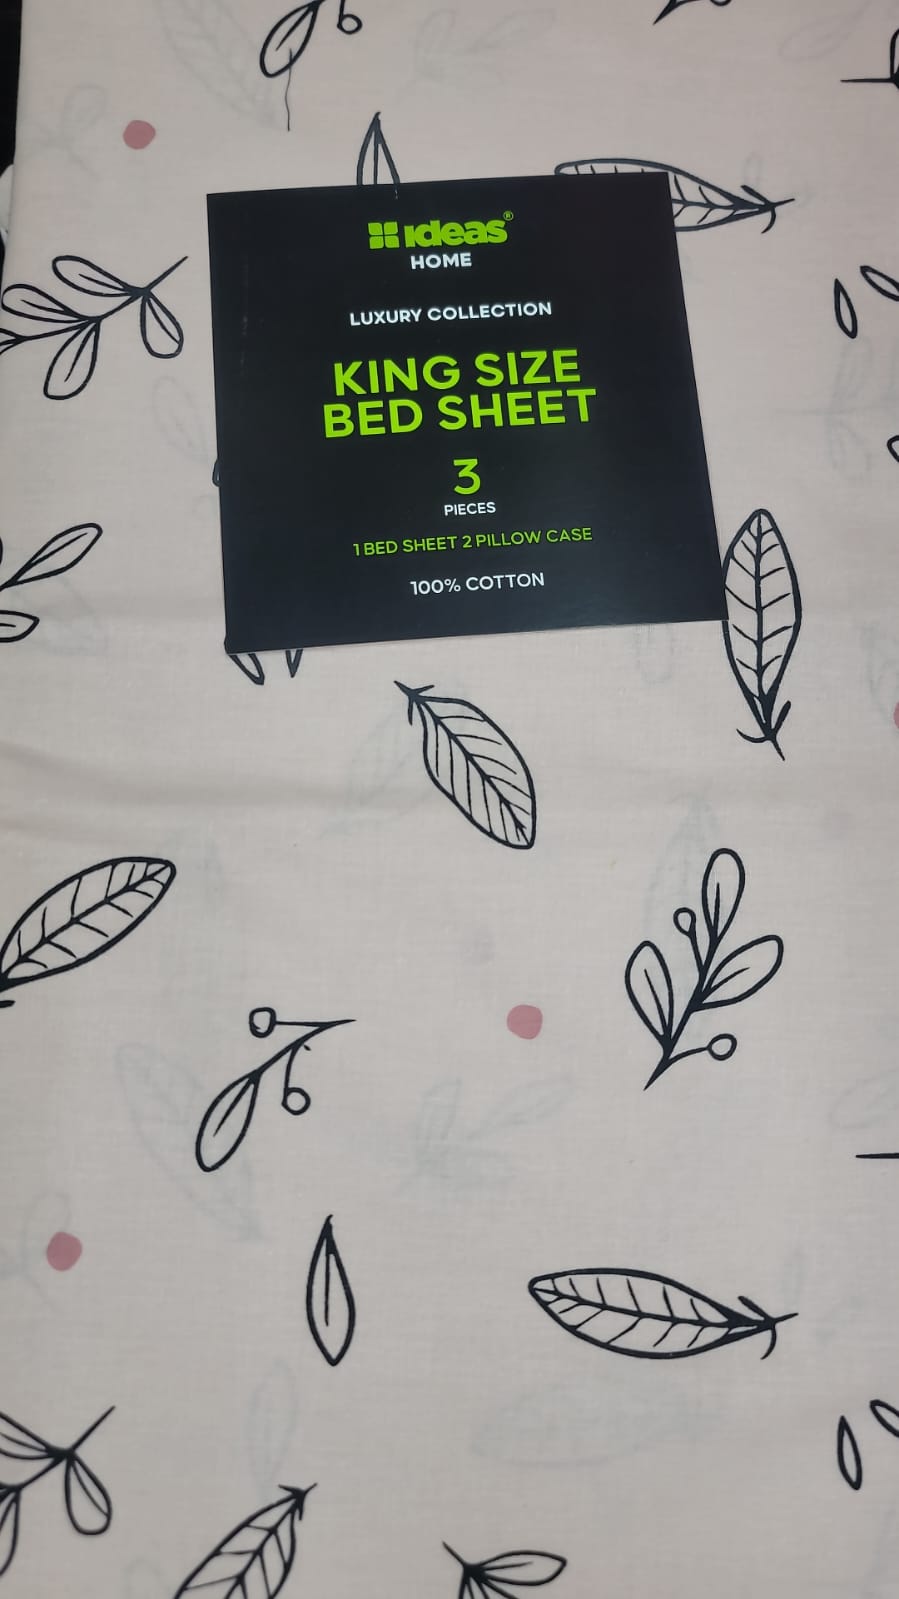 ideas®
HOME
LUXURY COLLECTION
KING SIZE
BED SHEET
3
PIECES
1 BED SHEET 2 PILLOW CASE
100% COTTON